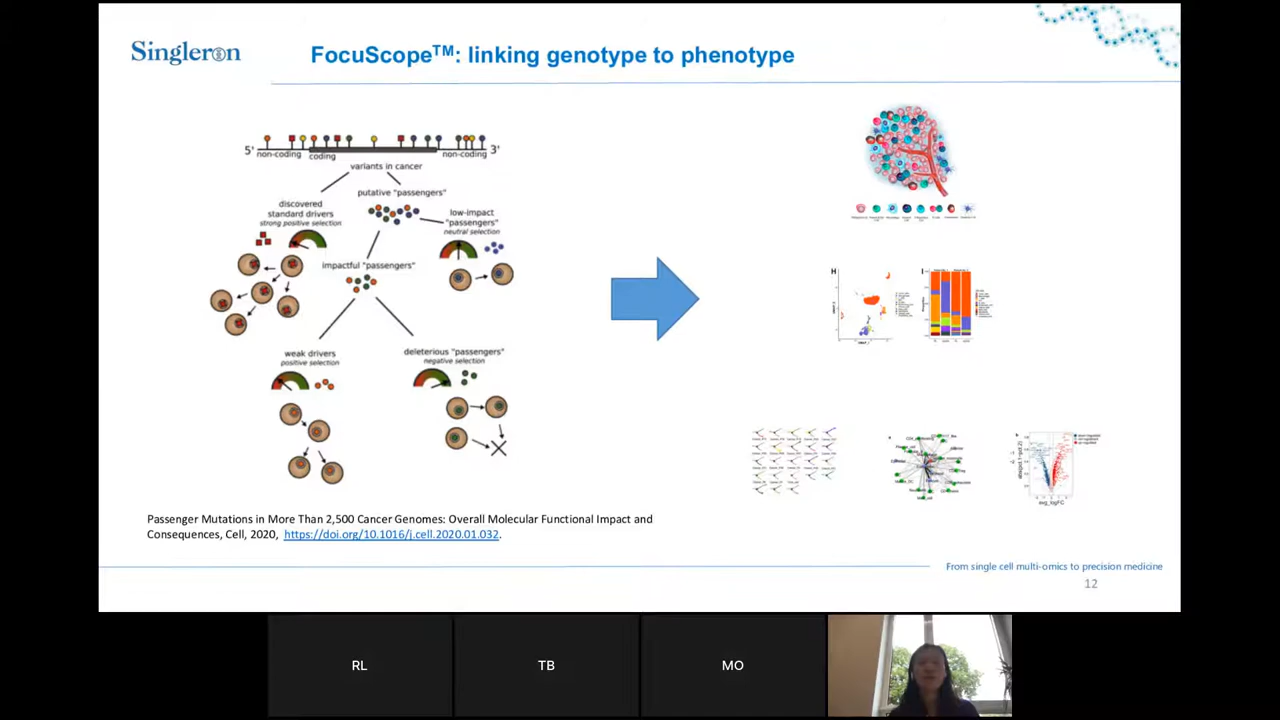 Singleron
FocuScope™: linking genotype to phenotype
5'
3'
non-coding
coding
non-coding
variants in cancer
putative "passengers"
discovered
standard drivers
strong positive selection
low-impact
"passengers"
neutral selection
impactful "passengers"
weak drivers
positive selection
deleterious "passengers"
negative selection
H
I
avg_logFC
Passenger Mutations in More Than 2,500 Cancer Genomes: Overall Molecular Functional Impact and
Consequences, Cell, 2020, https://doi.org/10.1016/j.cell.2020.01.032.
From single cell multi-omics to precision medicine
12
RL
TB
MO